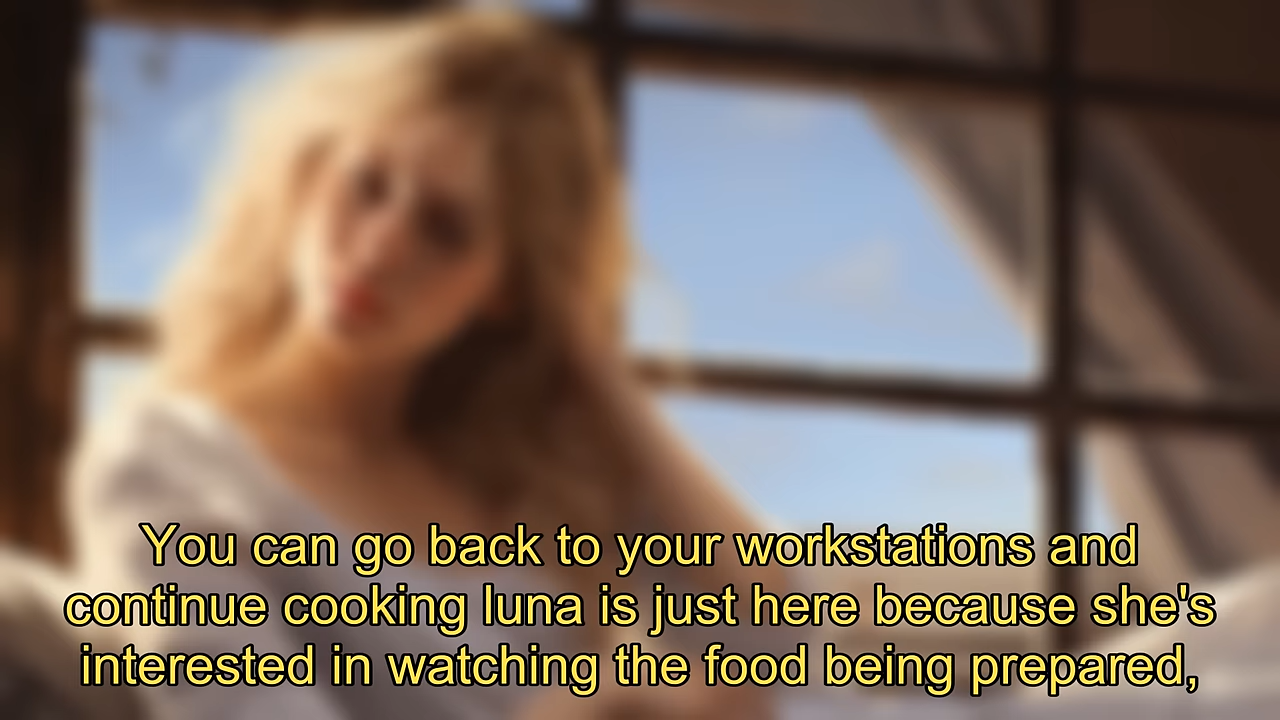 You can go back to your workstations and
continue cooking luna is just here because she's
interested in watching the food being prepared,